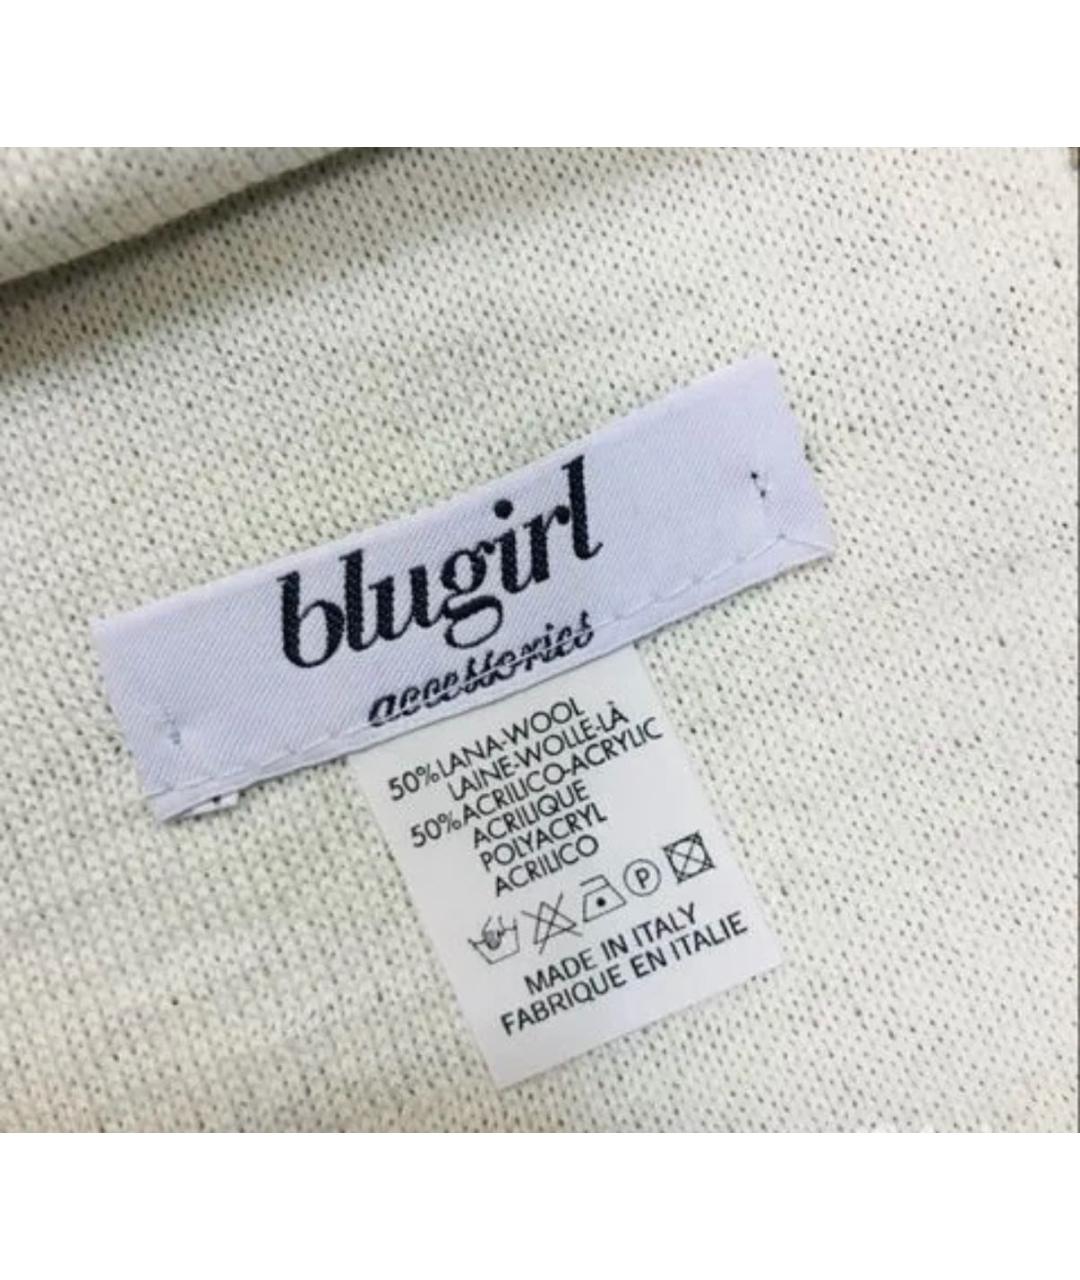 blugirl
accessories
50% LANA-WOOL
LAINE-WOLLE-LÀ
50% ACRILICO-ACRYLIC
ACRILIQUE
POLYACRYL
ACRILICO
P
MADE IN ITALY
FABRIQUE EN ITALIE